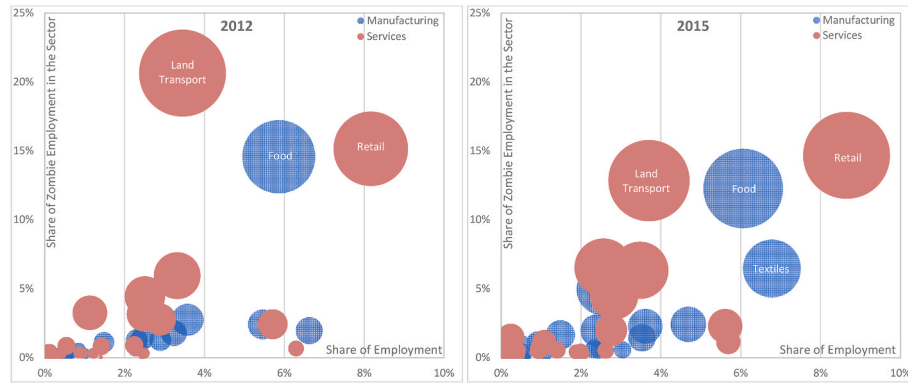 2012
Manufacturing
Services
Share of Zombie Employment in the Sector
25%
20%
15%
10%
5%
0%
Land
Transport
Food
Retail
Share of Employment
0%
2%
4%
6%
8%
10%
2015
Manufacturing
Services
Share of Zombie Employment in the Sector
25%
20%
15%
10%
5%
0%
Land
Transport
Food
Retail
Textiles
Share of Employment
0%
2%
4%
6%
8%
10%